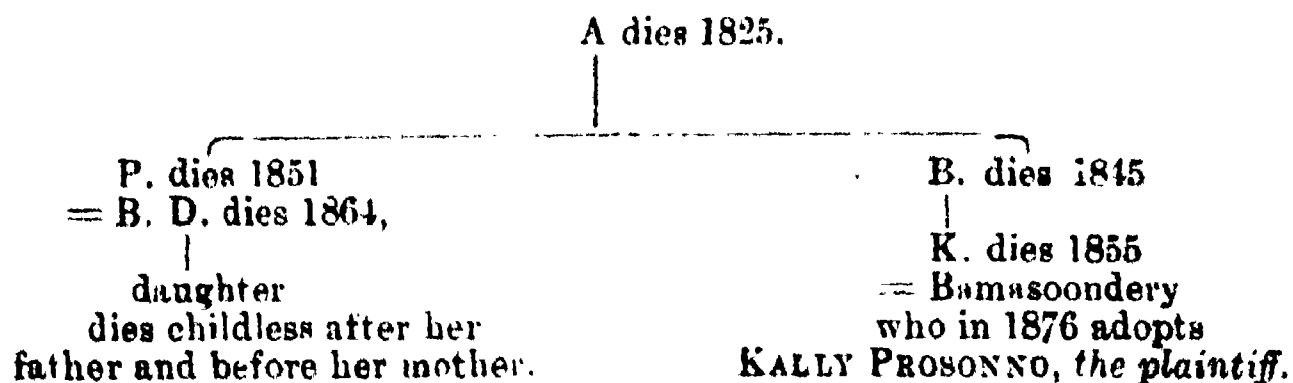 A dies 1825.
P. dies 1851
= B. D. dies 1864,
daughter
dies childless after her
father and before her mother.
B. dies 1845
K. dies 1855
= Bamasoondery
who in 1876 adopts
KALLY PROSONNO, the plaintiff.